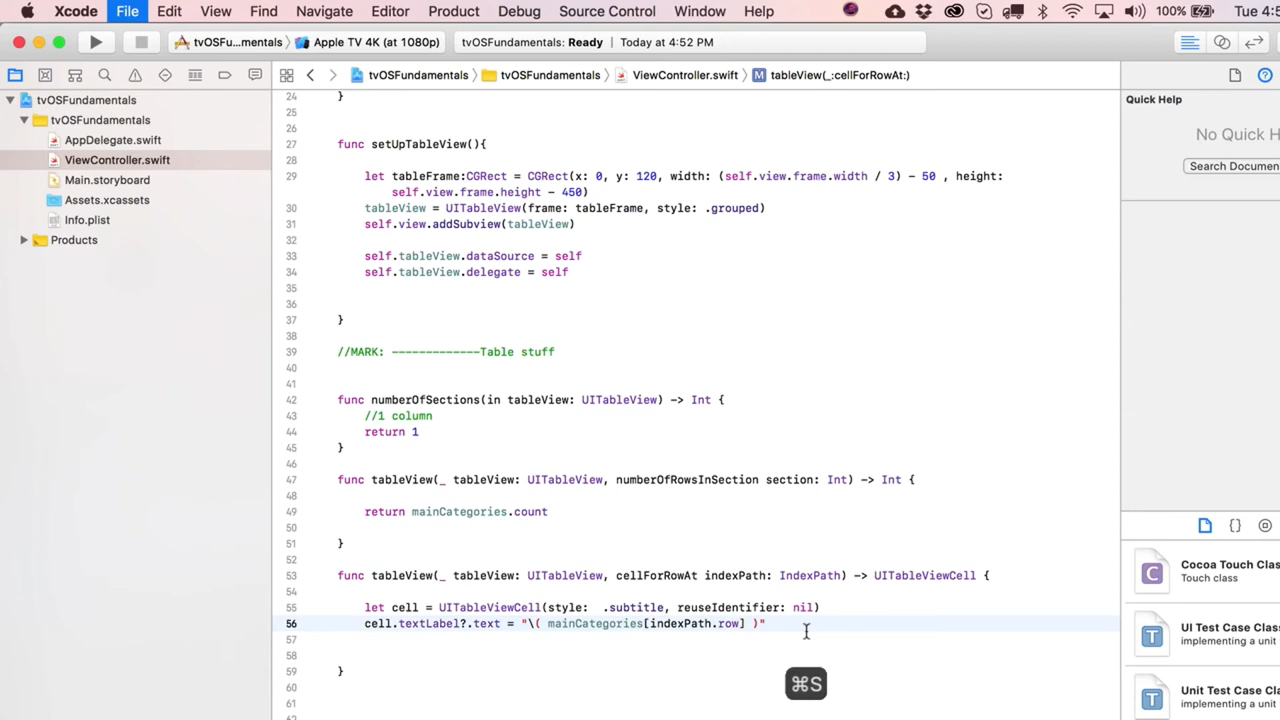 Xcode File Edit View Find Navigate Editor Product Debug Source Control Window Help 100% Tue 4:5
tvOSFu...mentals Apple TV 4K (at 1080p) tvOSFundamentals: Ready Today at 4:52 PM
tvOSFundamentals tvOSFundamentals ViewController.swift M tableView(_:cellForRowAt:)
tvOSFundamentals
tvOSFundamentals
AppDelegate.swift
ViewController.swift
Main.storyboard
Assets.xcassets
Info.plist
Products
24 }
25
26
27 func setUpTableView(){
28
29 let tableFrame:CGRect = CGRect(x: 0, y: 120, width: (self.view.frame.width / 3) - 50 , height:
self.view.frame.height - 450)
30 tableView = UITableView(frame: tableFrame, style: .grouped)
31 self.view.addSubview(tableView)
32
33 self.tableView.dataSource = self
34 self.tableView.delegate = self
35
36
37 }
38
39 //MARK: -------------Table stuff
40
41
42 func numberOfSections(in tableView: UITableView) -> Int {
43 //1 column
44 return 1
45 }
46
47 func tableView(_ tableView: UITableView, numberOfRowsInSection section: Int) -> Int {
48
49 return mainCategories.count
50
51 }
52
53 func tableView(_ tableView: UITableView, cellForRowAt indexPath: IndexPath) -> UITableViewCell {
54
55 let cell = UITableViewCell(style: .subtitle, reuseIdentifier: nil)
56 cell.textLabel?.text = "\( mainCategories[indexPath.row] )"
57
58
59 }
60
61
⌘S
Quick Help
No Quick H
Search Documen
{}
C
Cocoa Touch Clas
Touch class
T
UI Test Case Clas
implementing a unit
T
Unit Test Case Cla
implementing a unit